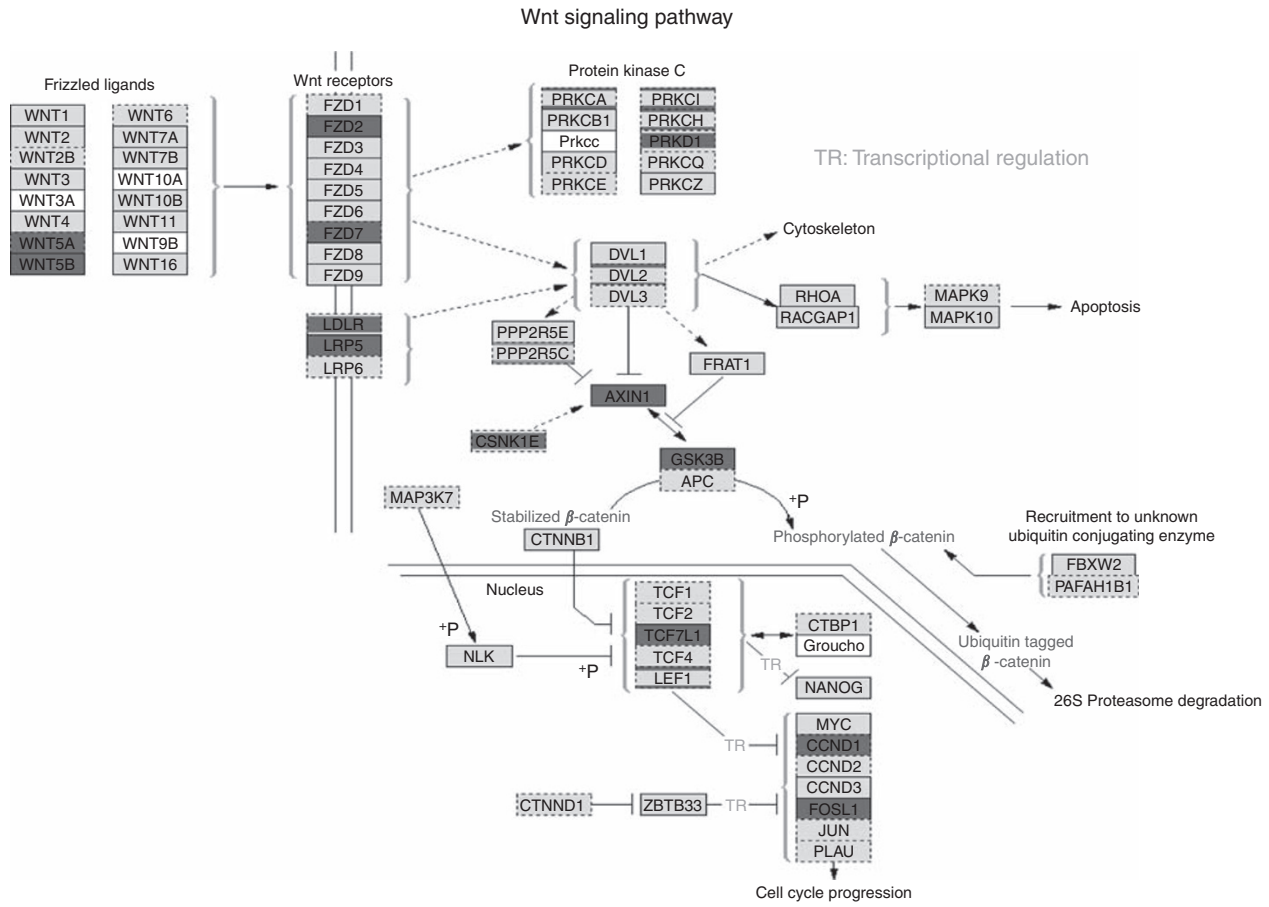 Wnt signaling pathway
Frizzled ligands
WNT1
WNT2
WNT2B
WNT3
WNT3A
WNT4
WNT5A
WNT5B
WNT6
WNT7A
WNT7B
WNT10A
WNT10B
WNT11
WNT9B
WNT16
Wnt receptors
FZD1
FZD2
FZD3
FZD4
FZD5
FZD6
FZD7
FZD8
FZD9
LDLR
LRP5
LRP6
Protein kinase C
PRKCA
PRKCB1
Prkcc
PRKCD
PRKCE
PRKCI
PRKCH
PRKD1
PRKCQ
PRKCZ
TR: Transcriptional regulation
DVL1
DVL2
DVL3
Cytoskeleton
RHOA
RACGAP1
MAPK9
MAPK10
Apoptosis
PPP2R5E
PPP2R5C
FRAT1
AXIN1
CSNK1E
GSK3B
APC
MAP3K7
+P
Stabilized β-catenin
CTNNB1
Phosphorylated β-catenin
Recruitment to unknown
ubiquitin conjugating enzyme
FBXW2
PAFAH1B1
Nucleus
TCF1
TCF2
TCF7L1
TCF4
LEF1
+P
NLK
+P
CTBP1
Groucho
TR
NANOG
Ubiquitin tagged
β -catenin
26S Proteasome degradation
MYC
CCND1
CCND2
CCND3
FOSL1
JUN
PLAU
TR
CTNND1
ZBTB33
TR
Cell cycle progression